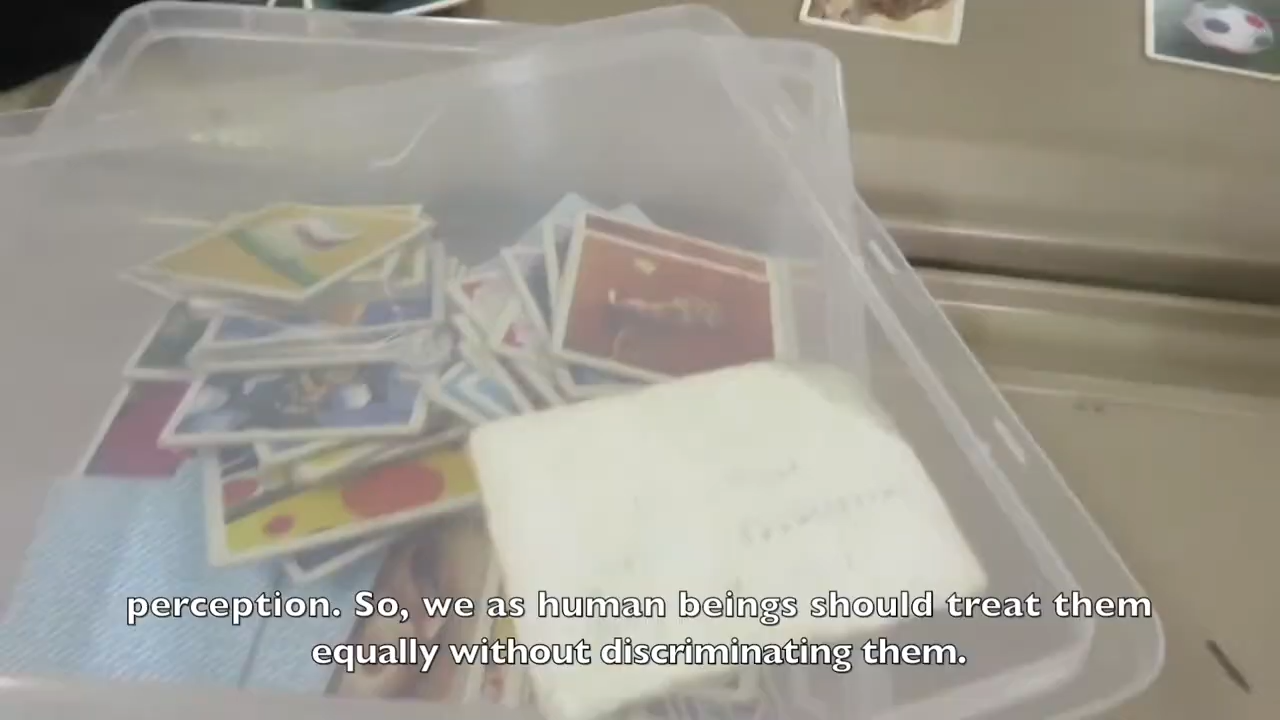 perception. So, we as human beings should treat them
equally without discriminating them.